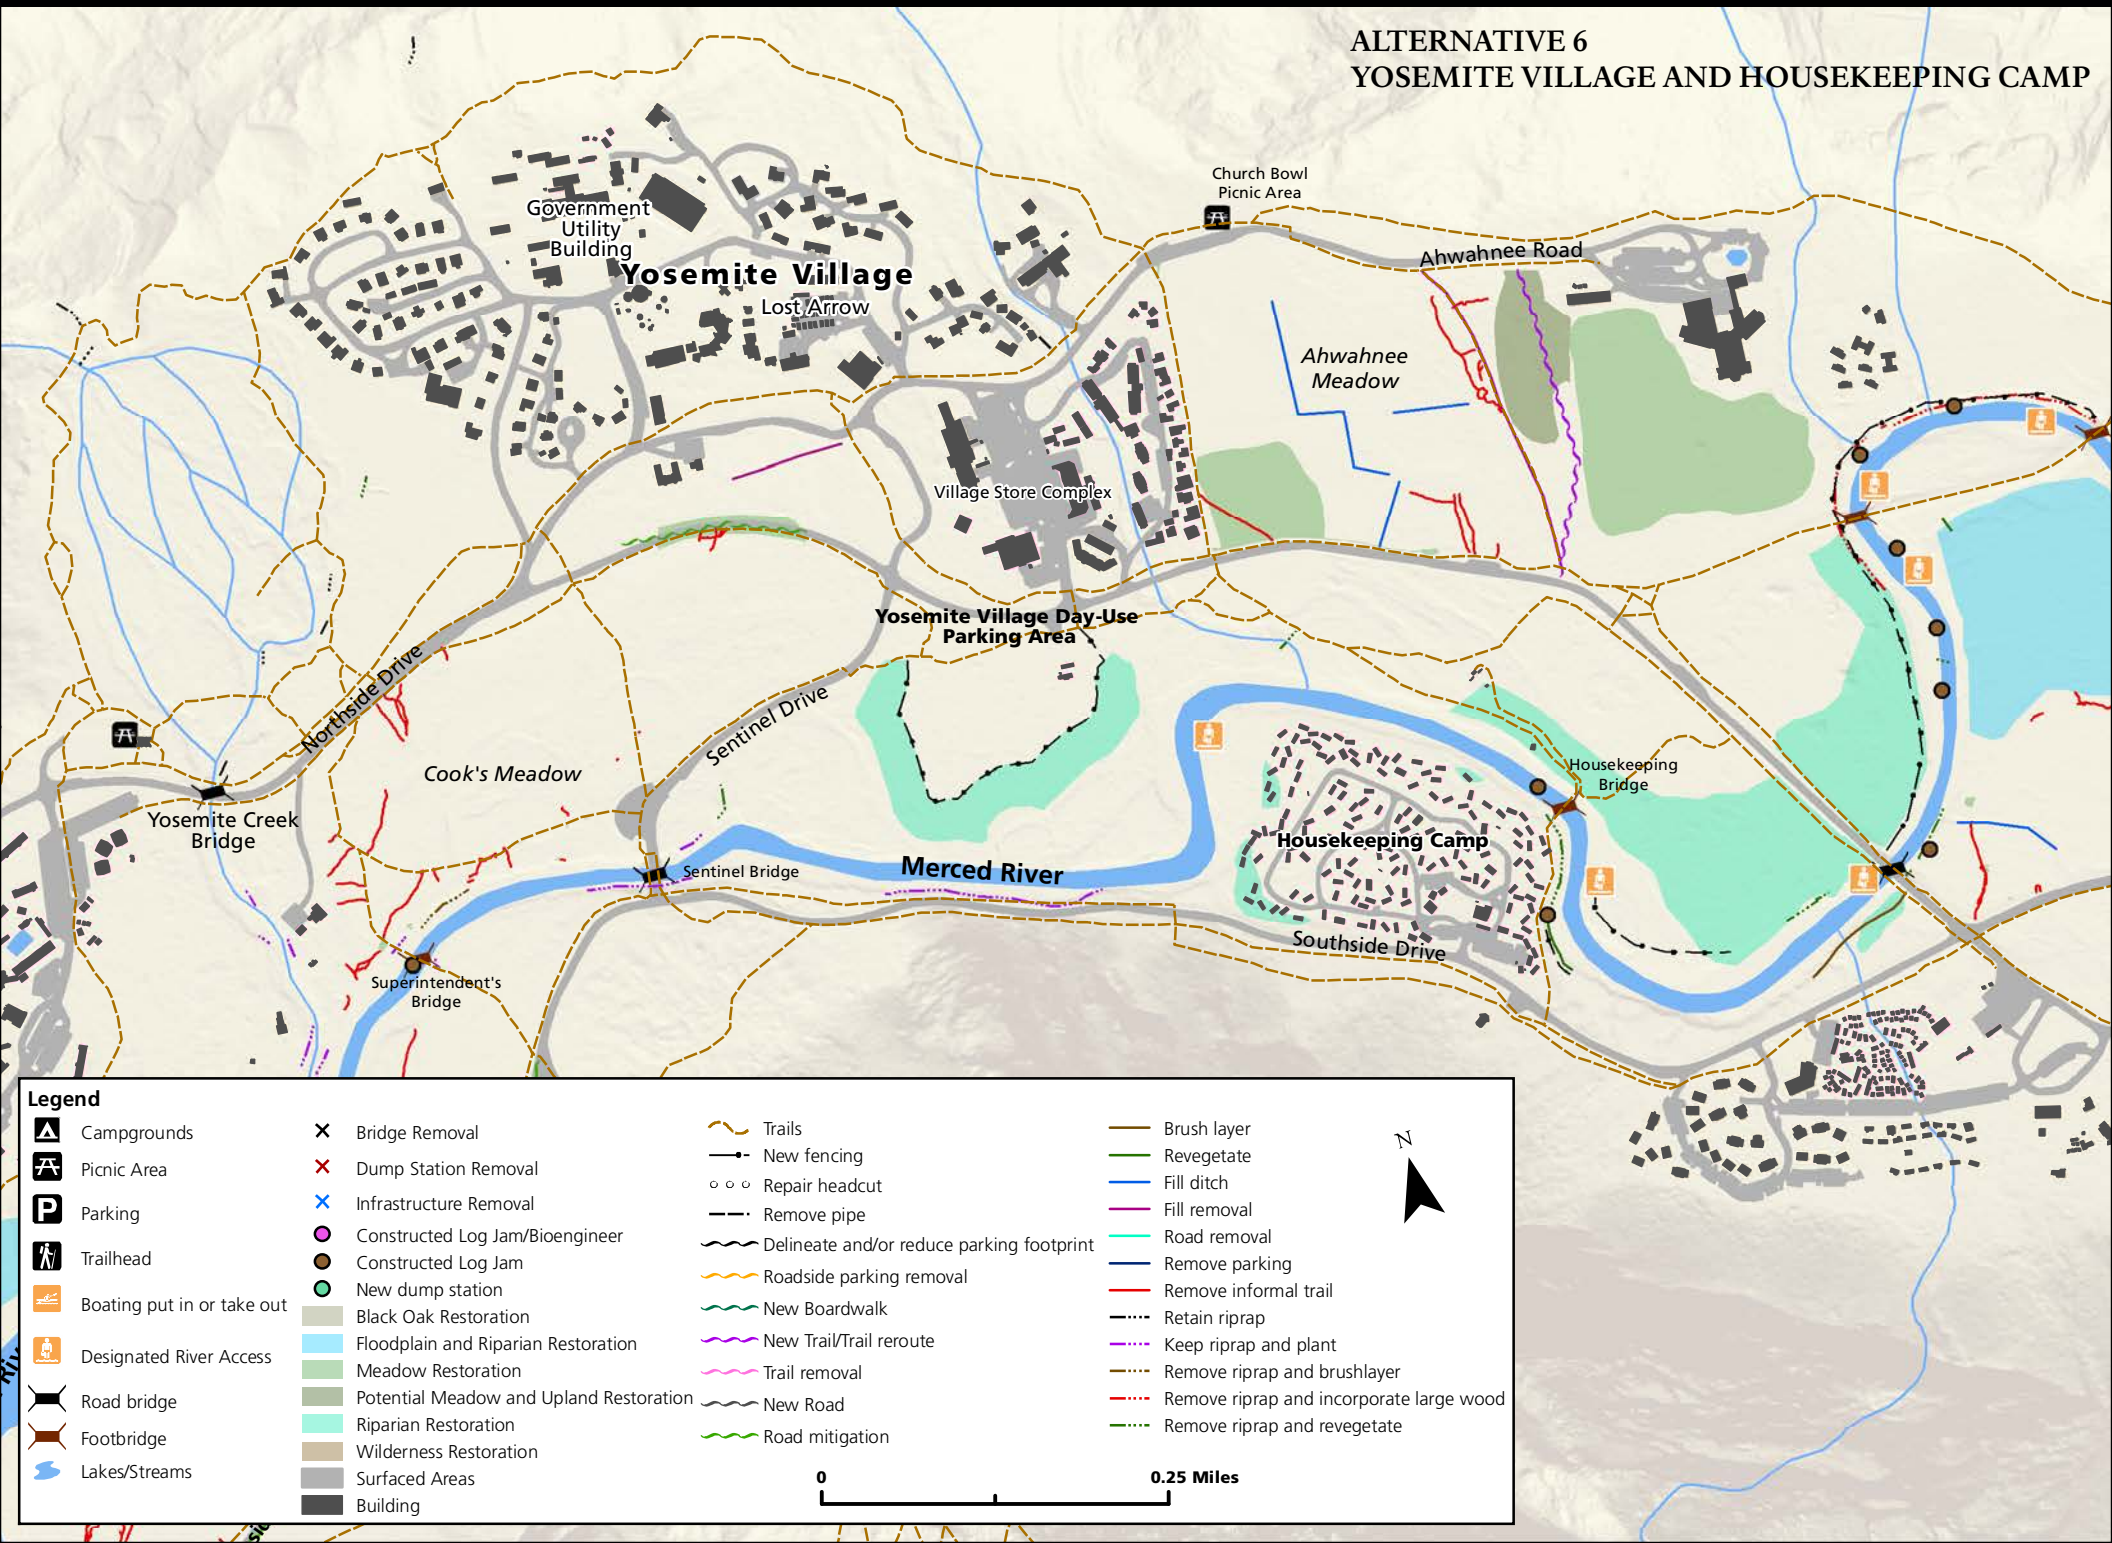 ALTERNATIVE 6
YOSEMITE VILLAGE AND HOUSEKEEPING CAMP
Church Bowl
Picnic Area
Government
Utility
Building
Yosemite Village
Lost Arrow
Ahwahnee Road
Ahwahnee
Meadow
Village Store Complex
Yosemite Village Day-Use
Parking Area
Northside Drive
Sentinel Drive
Cook's Meadow
Housekeeping
Bridge
Yosemite Creek
Bridge
Housekeeping Camp
Sentinel Bridge
Merced River
Southside Drive
Superintendent's
Bridge
Legend
Campgrounds
Picnic Area
P
Parking
Trailhead
Boating put in or take out
Designated River Access
Road bridge
Footbridge
Lakes/Streams
Bridge Removal
Dump Station Removal
Infrastructure Removal
Constructed Log Jam/Bioengineer
Constructed Log Jam
New dump station
Black Oak Restoration
Floodplain and Riparian Restoration
Meadow Restoration
Potential Meadow and Upland Restoration
Riparian Restoration
Wilderness Restoration
Surfaced Areas
Building
Trails
New fencing
Repair headcut
Remove pipe
Delineate and/or reduce parking footprint
Roadside parking removal
New Boardwalk
New Trail/Trail reroute
Trail removal
New Road
Road mitigation
Brush layer
Revegetate
Fill ditch
Fill removal
Road removal
Remove parking
Remove informal trail
Retain riprap
Keep riprap and plant
Remove riprap and brushlayer
Remove riprap and incorporate large wood
Remove riprap and revegetate
N
0 0.25 Miles